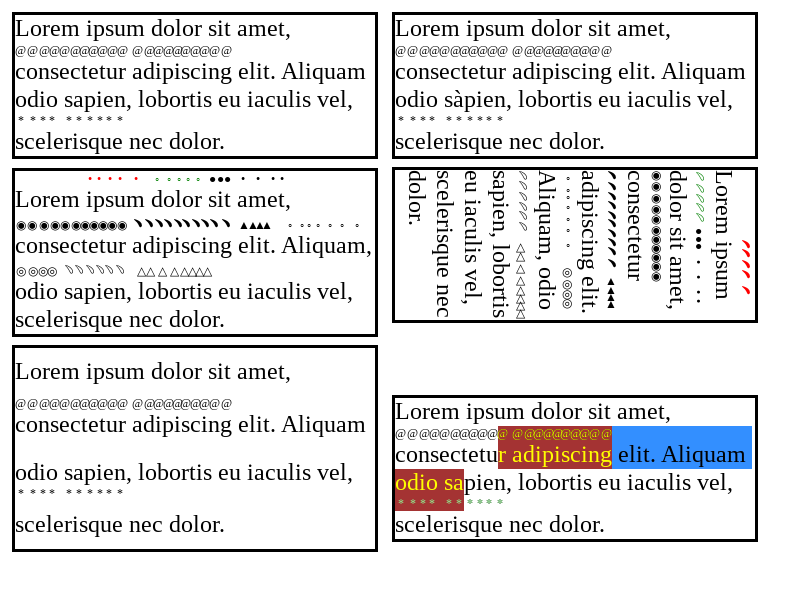 Lorem ipsum dolor sit amet,
@@@@@@@@@@@ @@@@@@@@@@
consectetur adipiscing elit. Aliquam
odio sapien, lobortis eu iaculis vel,
* * * * * * * * * *
scelerisque nec dolor.
Lorem ipsum dolor sit amet,
@@@@@@@@@@@ @@@@@@@@@@
consectetur adipiscing elit. Aliquam
odio sàpien, lobortis eu iaculis vel,
* * * * * * * * * *
scelerisque nec dolor.
Lorem ipsum dolor sit amet,
consectetur adipiscing elit. Aliquam,
odio sapien, lobortis eu iaculis vel,
scelerisque nec dolor.
Lorem ipsum
dolor sit amet,
consectetur
adipiscing elit.
Aliquam, odio
sapien, lobortis
eu iaculis vel,
scelerisque nec
dolor.
Lorem ipsum dolor sit amet,
@@@@@@@@@@@ @@@@@@@@@@
consectetur adipiscing elit. Aliquam
odio sapien, lobortis eu iaculis vel,
* * * * * * * * * *
scelerisque nec dolor.
Lorem ipsum dolor sit amet,
@@@@@@@@@@@ @@@@@@@@@@
consectetur adipiscing elit. Aliquam
odio sapien, lobortis eu iaculis vel,
* * * * * * * * * *
scelerisque nec dolor.